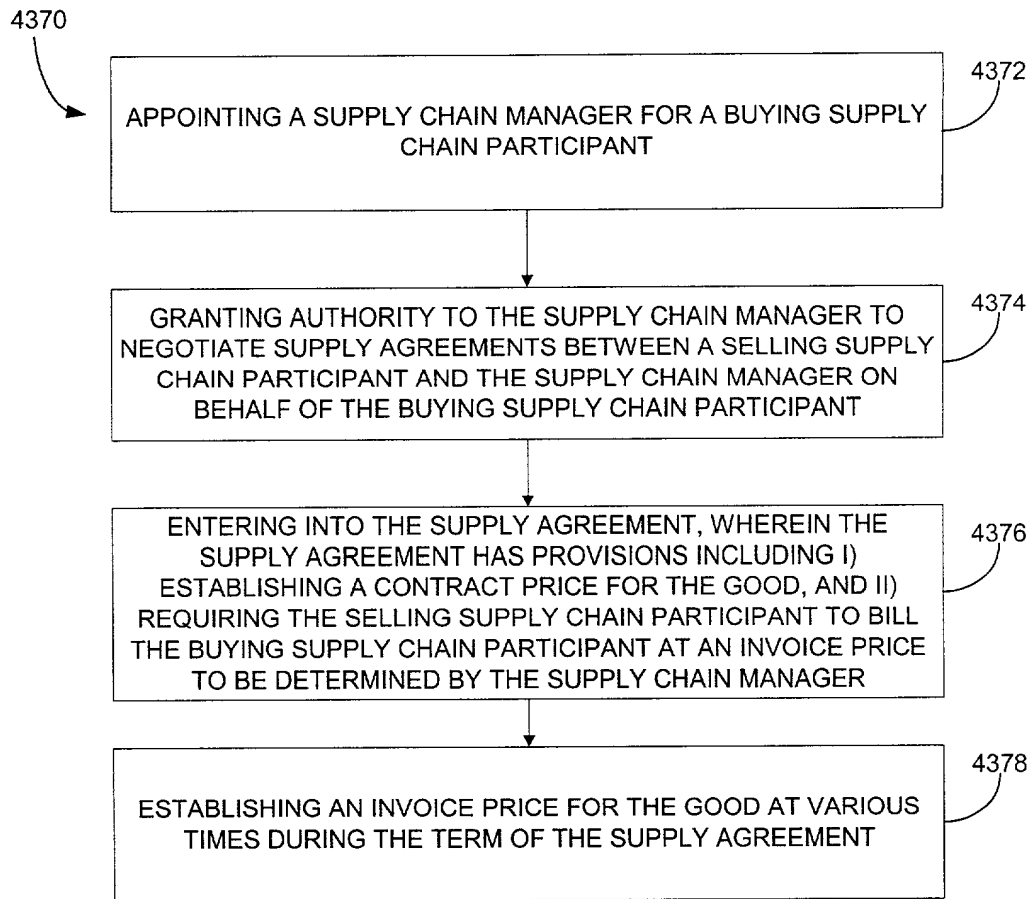 4370
4372
APPOINTING A SUPPLY CHAIN MANAGER FOR A BUYING SUPPLY
CHAIN PARTICIPANT
4374
GRANTING AUTHORITY TO THE SUPPLY CHAIN MANAGER TO
NEGOTIATE SUPPLY AGREEMENTS BETWEEN A SELLING SUPPLY
CHAIN PARTICIPANT AND THE SUPPLY CHAIN MANAGER ON
BEHALF OF THE BUYING SUPPLY CHAIN PARTICIPANT
4376
ENTERING INTO THE SUPPLY AGREEMENT, WHEREIN THE
SUPPLY AGREEMENT HAS PROVISIONS INCLUDING I)
ESTABLISHING A CONTRACT PRICE FOR THE GOOD, AND II)
REQUIRING THE SELLING SUPPLY CHAIN PARTICIPANT TO BILL
THE BUYING SUPPLY CHAIN PARTICIPANT AT AN INVOICE PRICE
TO BE DETERMINED BY THE SUPPLY CHAIN MANAGER
4378
ESTABLISHING AN INVOICE PRICE FOR THE GOOD AT VARIOUS
TIMES DURING THE TERM OF THE SUPPLY AGREEMENT